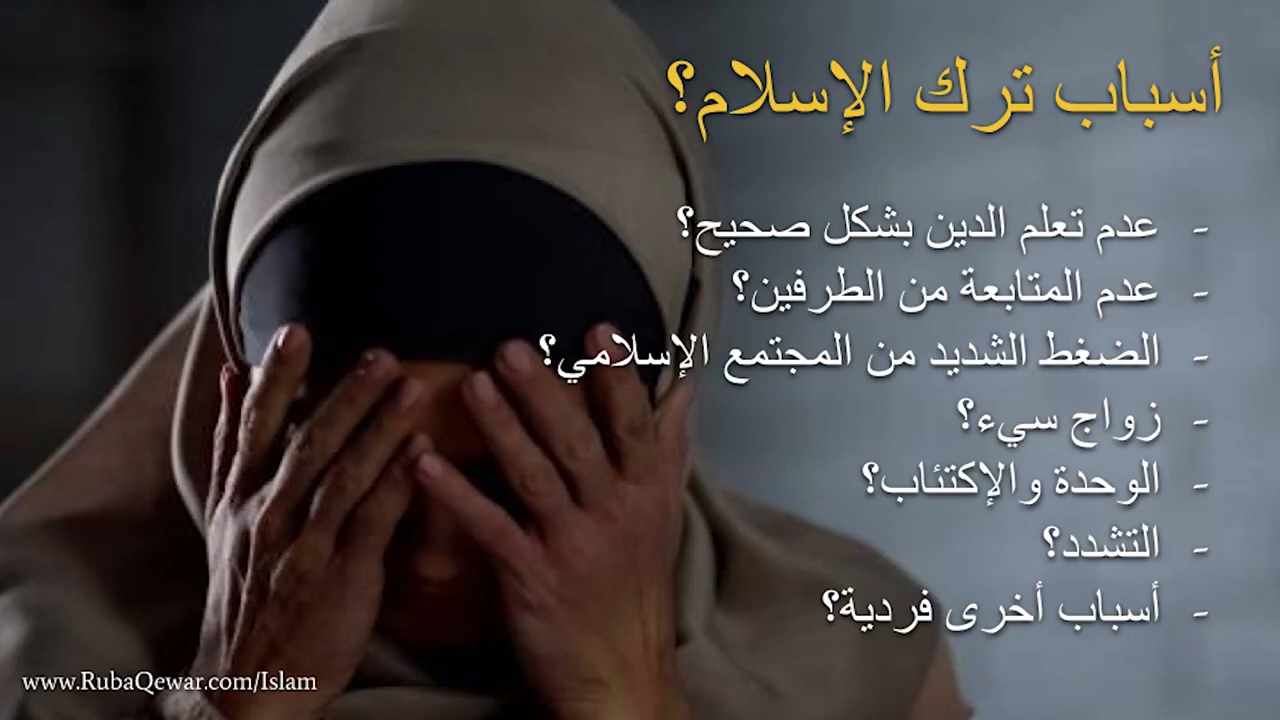 أسباب ترك الإسلام؟
- عدم تعلم الدين بشكل صحيح؟
- عدم المتابعة من الطرفين؟
- الضغط الشديد من المجتمع الإسلامي؟
- زواج سيء؟
- الوحدة والإكتئاب؟
- التشدد؟
- أسباب أخرى فردية؟
www.RubaQewar.com/Islam